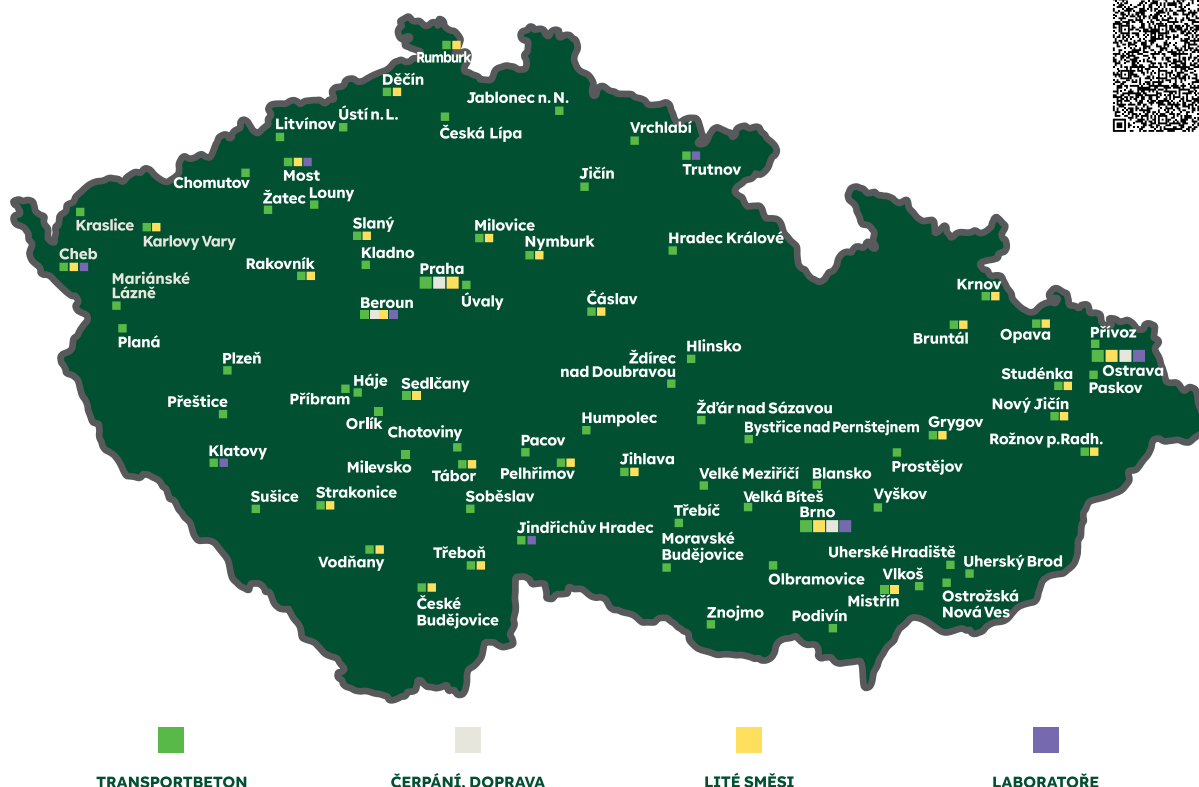 Rumburk
Děčín
Jablonec n. N.
Ústí n. L.
Litvínov
Česká Lípa
Vrchlabí
Most
Trutnov
Chomutov
Jičín
Žatec
Louny
Kraslice
Karlovy Vary
Slaný
Milovice
Nymburk
Hradec Králové
Cheb
Kladno
Rakovník
Praha
Mariánské
Lázně
Úvaly
Krnov
Beroun
Čáslav
Planá
Bruntál
Opava
Přívoz
Hlinsko
Plzeň
Ždírec
nad Doubravou
Ostrava
Studénka
Paskov
Háje
Sedlčany
Příbram
Přeštice
Nový Jičín
Žďár nad Sázavou
Humpolec
Orlík
Grygov
Bystřice nad Pernštejnem
Chotoviny
Pacov
Rožnov p.Radh.
Klatovy
Jihlava
Milevsko
Prostějov
Tábor
Pelhřimov
Velké Meziříčí
Blansko
Sušice
Strakonice
Soběslav
Velká Bíteš
Vyškov
Třebíč
Brno
Jindřichův Hradec
Moravské
Budějovice
Uherské Hradiště
Třeboň
Vodňany
Uherský Brod
Vlkoš
Olbramovice
Mistřín
Ostrožská
Nová Ves
České
Budějovice
Znojmo
Podivín
TRANSPORTBETON
ČERPÁNÍ, DOPRAVA
LITÉ SMĚSI
LABORATOŘE